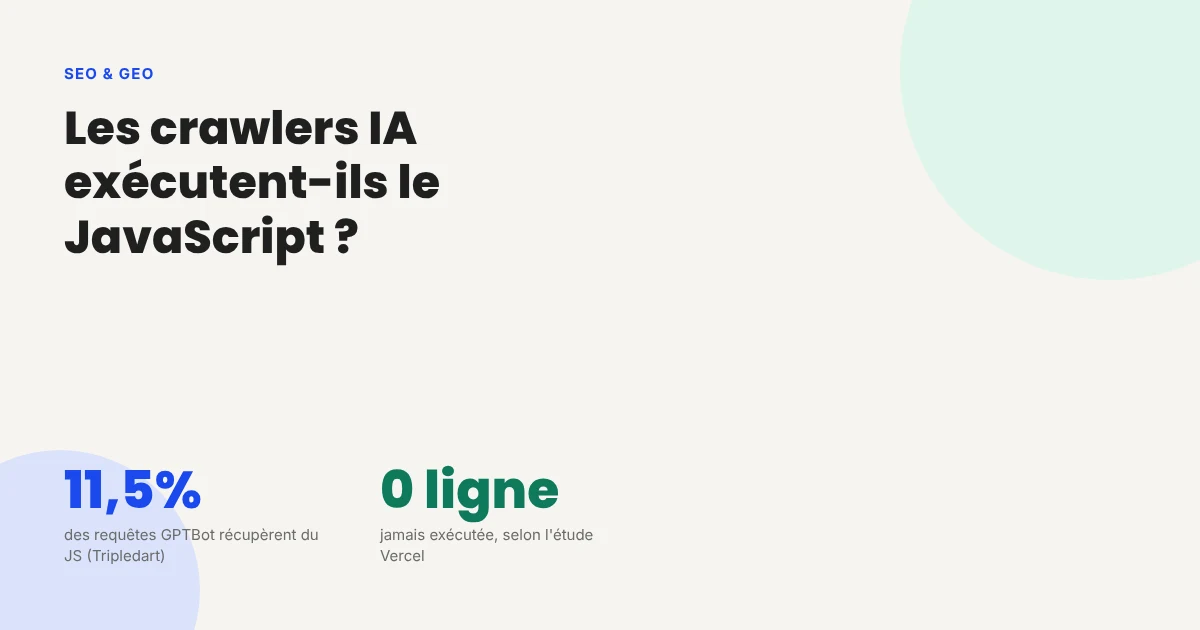 SEO & GEO
Les crawlers IA
exécutent-ils le
JavaScript ?
11,5%
des requêtes GPTBot récupèrent du
JS (Tripledart)
0 ligne
jamais exécutée, selon l'étude
Vercel